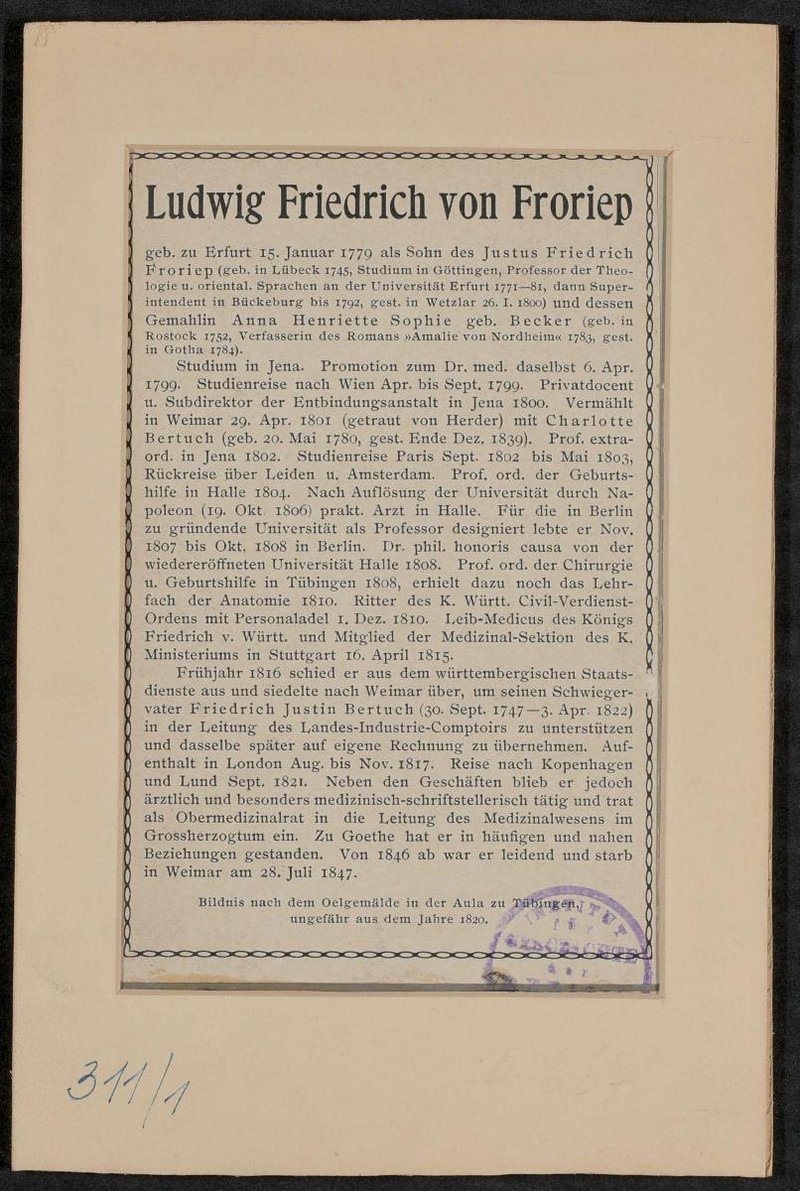 Ludwig Friedrich von Froriep
geb. zu Erfurt 15. Januar 1779 als Sohn des Justus Friedrich
Froriep (geb. in Lübeck 1745, Studium in Göttingen, Professor der Theo-
logie u. oriental. Sprachen an der Universität Erfurt 1771—81, dann Super-
intendent in Bückeburg bis 1792, gest. in Wetzlar 26. I. 1800) und dessen
Gemahlin Anna Henriette Sophie geb. Becker (geb. in
Rostock 1752, Verfasserin des Romans »Amalie von Nordheim« 1783, gest.
in Gotha 1784).
Studium in Jena. Promotion zum Dr. med. daselbst 6. Apr.
1799. Studienreise nach Wien Apr. bis Sept. 1799. Privatdocent
u. Subdirektor der Entbindungsanstalt in Jena 1800. Vermählt
in Weimar 29. Apr. 1801 (getraut von Herder) mit Charlotte
Bertuch (geb. 20. Mai 1780, gest. Ende Dez. 1839). Prof. extra-
ord. in Jena 1802. Studienreise Paris Sept. 1802 bis Mai 1803,
Rückreise über Leiden u. Amsterdam. Prof. ord. der Geburts-
hilfe in Halle 1804. Nach Auflösung der Universität durch Na-
poleon (19. Okt. 1806) prakt. Arzt in Halle. Für die in Berlin
zu gründende Universität als Professor designiert lebte er Nov.
1807 bis Okt. 1808 in Berlin. Dr. phil. honoris causa von der
wiedereröffneten Universität Halle 1808. Prof. ord. der Chirurgie
u. Geburtshilfe in Tübingen 1808, erhielt dazu noch das Lehr-
fach der Anatomie 1810. Ritter des K. Württ. Civil-Verdienst-
Ordens mit Personaladel 1. Dez. 1810. Leib-Medicus des Königs
Friedrich v. Württ. und Mitglied der Medizinal-Sektion des K.
Ministeriums in Stuttgart 16. April 1815.
Frühjahr 1816 schied er aus dem württembergischen Staats-
dienste aus und siedelte nach Weimar über, um seinen Schwieger-
vater Friedrich Justin Bertuch (30. Sept. 1747—3. Apr. 1822)
in der Leitung des Landes-Industrie-Comptoirs zu unterstützen
und dasselbe später auf eigene Rechnung zu übernehmen. Auf-
enthalt in London Aug. bis Nov. 1817. Reise nach Kopenhagen
und Lund Sept. 1821. Neben den Geschäften blieb er jedoch
ärztlich und besonders medizinisch-schriftstellerisch tätig und trat
als Obermedizinalrat in die Leitung des Medizinalwesens im
Grossherzogtum ein. Zu Goethe hat er in häufigen und nahen
Beziehungen gestanden. Von 1846 ab war er leidend und starb
in Weimar am 28. Juli 1847.
Bildnis nach dem Oelgemälde in der Aula zu Tübingen,
ungefähr aus dem Jahre 1820.
INSTITUT
für
der
311/1